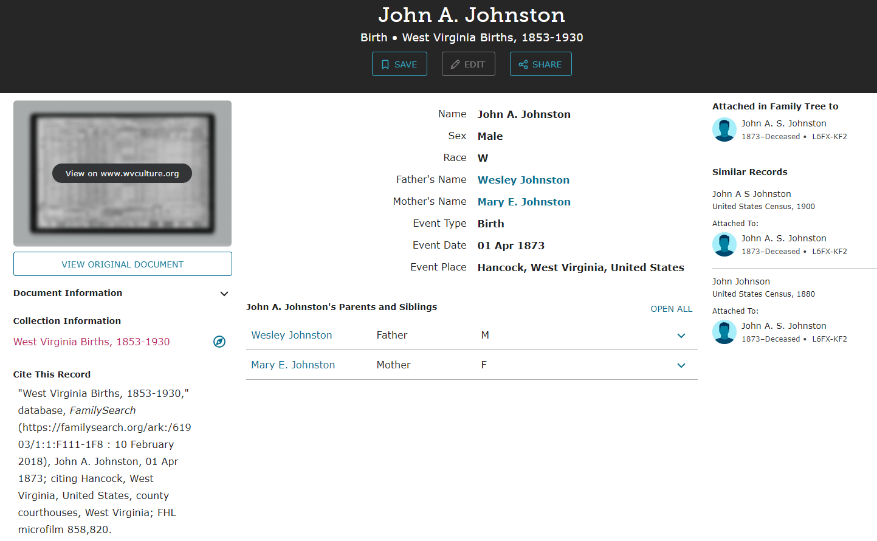 John A. Johnston
Birth • West Virginia Births, 1853-1930
SAVE
EDIT
SHARE
View on www.wvculture.org
VIEW ORIGINAL DOCUMENT
Document Information
Collection Information
West Virginia Births, 1853-1930
Cite This Record
"West Virginia Births, 1853-1930,"
database, FamilySearch
(https://familysearch.org/ark:/619
03/1:1:F111-1F8 : 10 February
2018), John A. Johnston, 01 Apr
1873; citing Hancock, West
Virginia, United States, county
courthouses, West Virginia; FHL
microfilm 858,820.
Name John A. Johnston
Sex Male
Race W
Father's Name Wesley Johnston
Mother's Name Mary E. Johnston
Event Type Birth
Event Date 01 Apr 1873
Event Place Hancock, West Virginia, United States
John A. Johnston's Parents and Siblings OPEN ALL
Wesley Johnston Father M
Mary E. Johnston Mother F
Attached in Family Tree to
John A. S. Johnston
1873–Deceased • L6FX-KF2
Similar Records
John A S Johnston
United States Census, 1900
Attached To:
John A. S. Johnston
1873–Deceased • L6FX-KF2
John Johnson
United States Census, 1880
Attached To:
John A. S. Johnston
1873–Deceased • L6FX-KF2